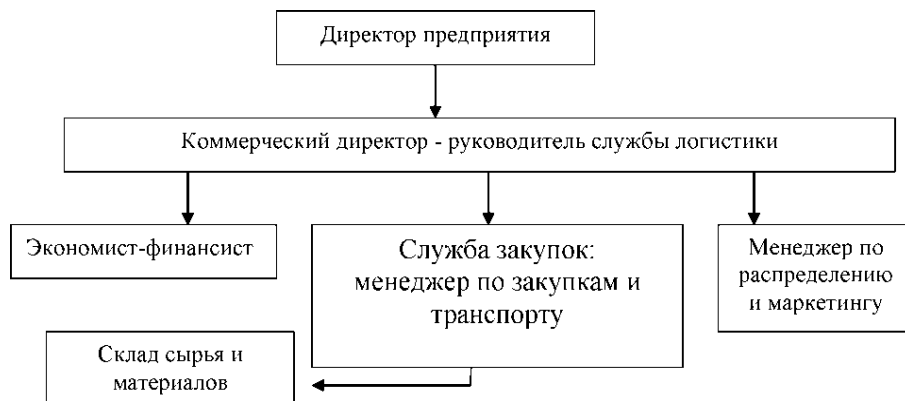 Директор предприятия
Коммерческий директор - руководитель службы логистики
Экономист-финансист
Служба закупок:
менеджер по закупкам и
транспорту
Менеджер по
распределению
и маркетингу
Склад сырья и
материалов